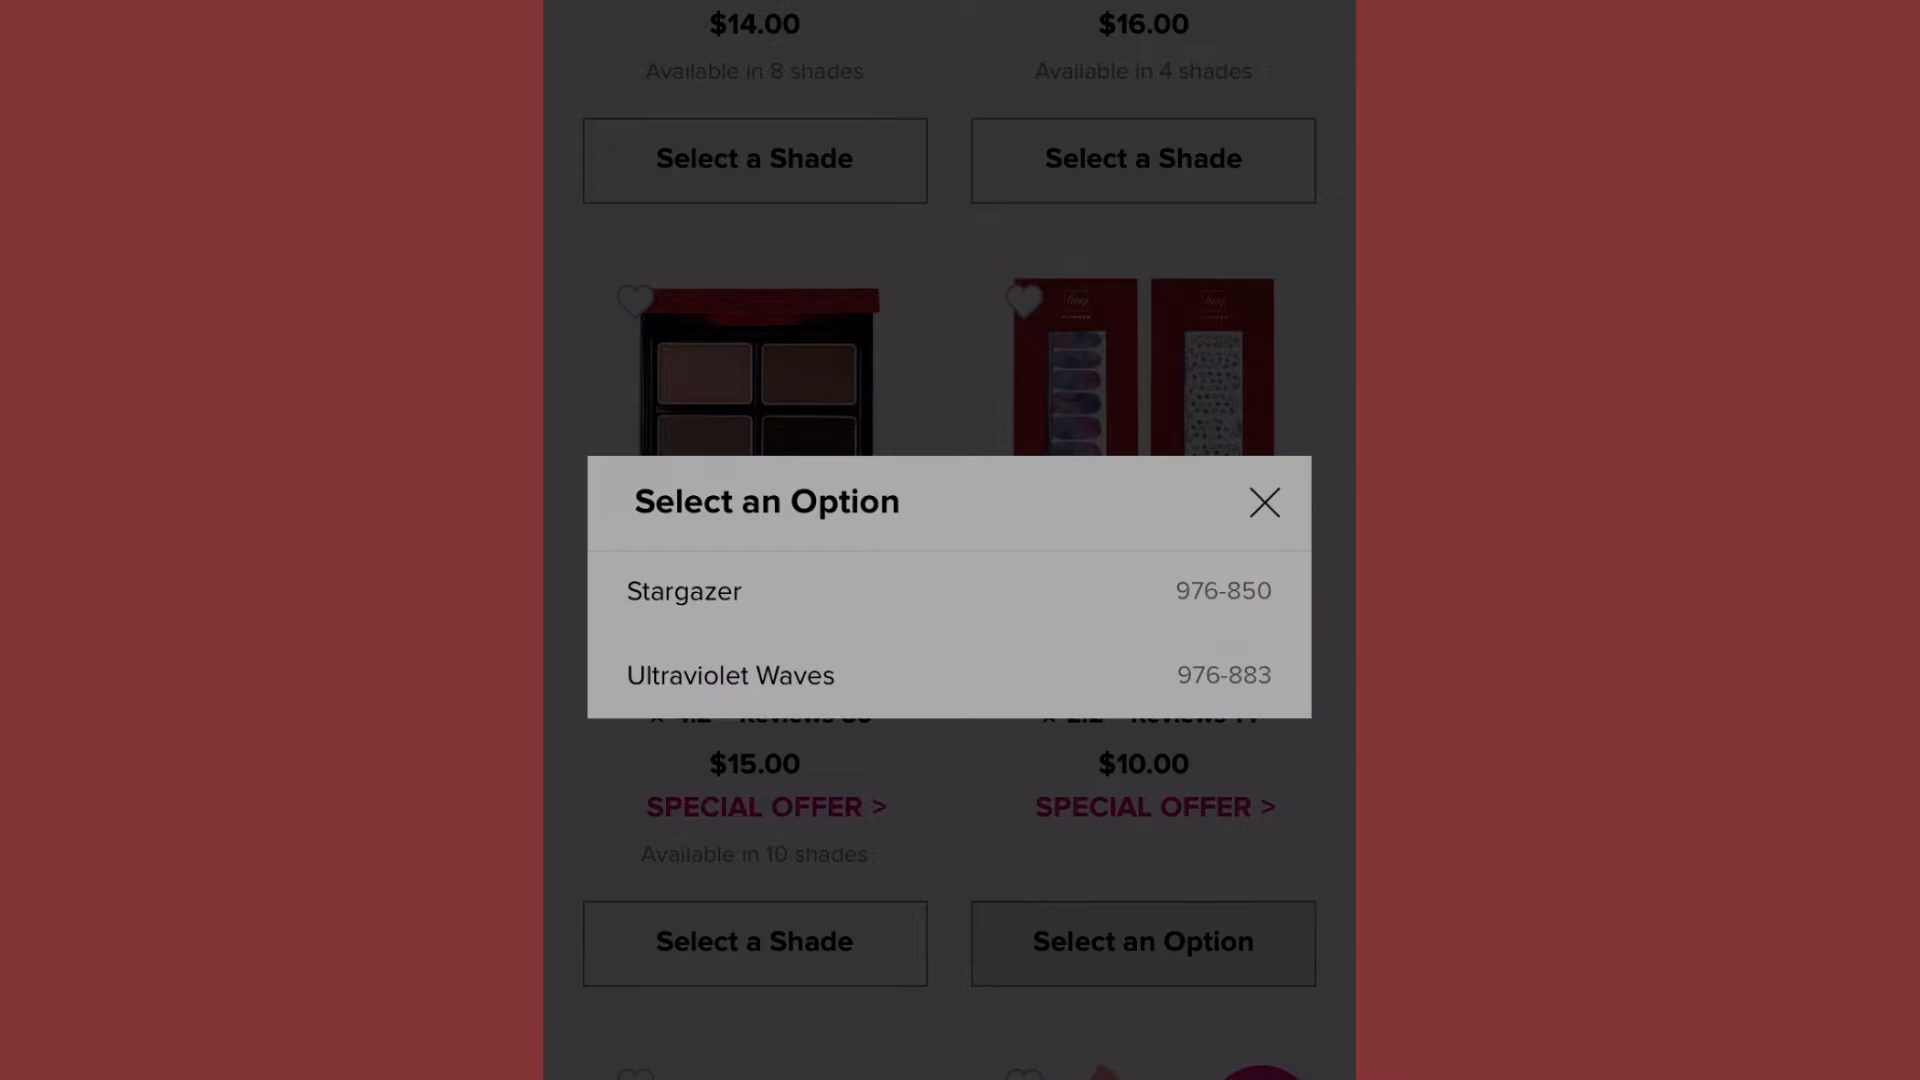 $14.00
$16.00
Available in 8 shades
Available in 4 shades
Select a Shade
Select a Shade
Select an Option
Stargazer
976-850
Ultraviolet Waves
976-883
$15.00
$10.00
SPECIAL OFFER >
SPECIAL OFFER >
Available in 10 shades
Select a Shade
Select an Option